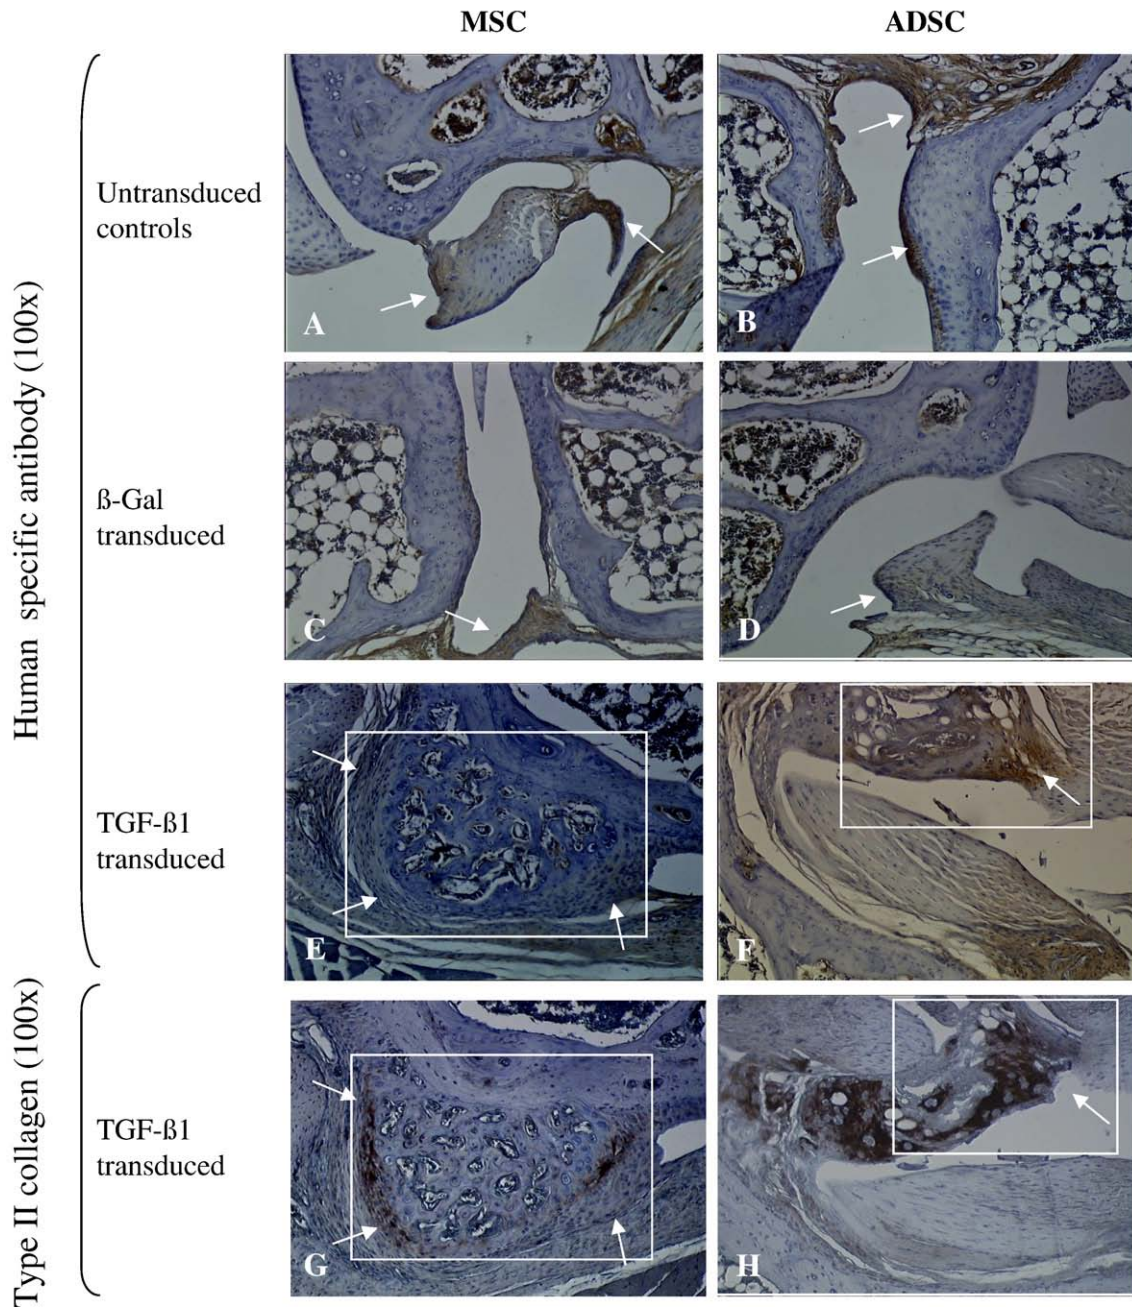 MSC
ADSC
Human specific antibody (100x)
Untransduced
controls
A
B
ß-Gal
transduced
C
D
TGF-ß1
transduced
E
F
Type II collagen (100x)
TGF-ß1
transduced
G
H